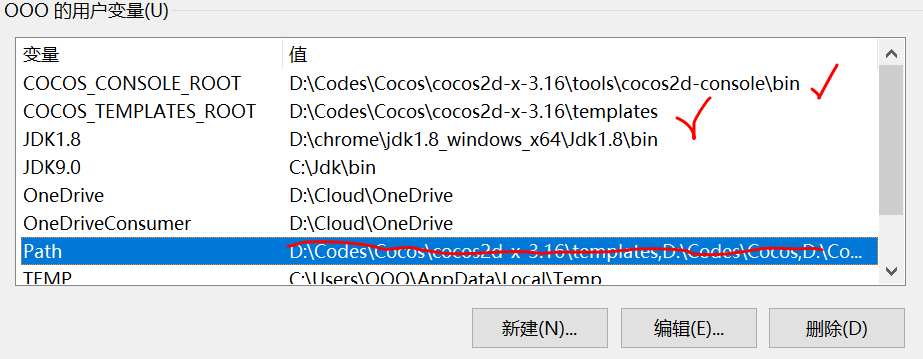 OOO 的用户变量(U)
变量 值
COCOS_CONSOLE_ROOT D:\Codes\Cocos\cocos2d-x-3.16\tools\cocos2d-console\bin
COCOS_TEMPLATES_ROOT D:\Codes\Cocos\cocos2d-x-3.16\templates
JDK1.8 D:\chrome\jdk1.8_windows_x64\Jdk1.8\bin
JDK9.0 C:\Jdk\bin
OneDrive D:\Cloud\OneDrive
OneDriveConsumer D:\Cloud\OneDrive
Path D:\Codes\Cocos\cocos2d-x-3.16\templates,D:\Codes\Cocos,D:\Co...
TEMP C:\Users\OOO\AppData\Local\Temp
新建(N)... 编辑(E)... 删除(D)